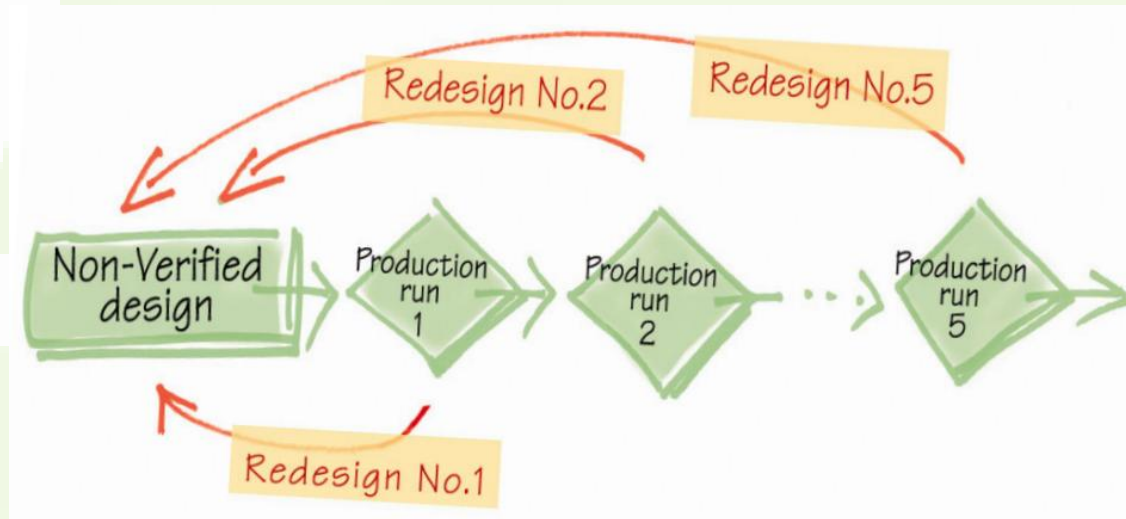 Redesign No.2
Redesign No.5
Non-Verified
design
Production
run
1
Production
run
2
Production
run
5
Redesign No.1